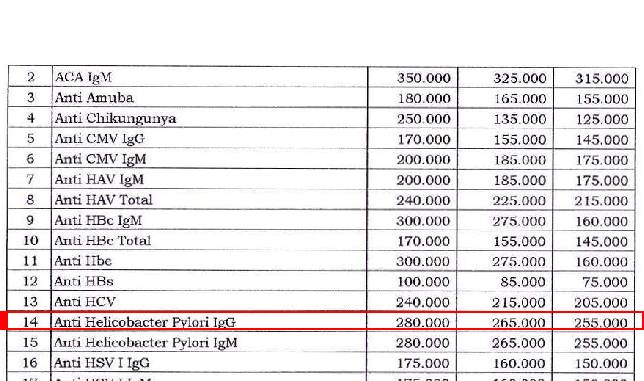 2 ACA IgM 350.000 325.000 315.000
3 Anti Amuba 180.000 165.000 155.000
4 Anti Chikungunya 250.000 135.000 125.000
5 Anti CMV IgG 170.000 155.000 145.000
6 Anti CMV IgM 200.000 185.000 175.000
7 Anti HAV IgM 200.000 185.000 175.000
8 Anti HAV Total 240.000 225.000 215.000
9 Anti HBc IgM 300.000 275.000 160.000
10 Anti HBc Total 170.000 155.000 145.000
11 Anti Hbe 300.000 275.000 160.000
12 Anti HBs 100.000 85.000 75.000
13 Anti HCV 240.000 215.000 205.000
14 Anti Helicobacter Pylori IgG 280.000 265.000 255.000
15 Anti Helicobacter Pylori IgM 280.000 265.000 255.000
16 Anti HSV I IgG 175.000 160.000 150.000